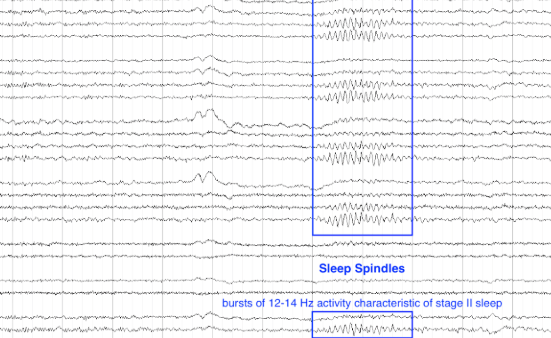 Sleep Spindles
bursts of 12-14 Hz activity characteristic of stage II sleep